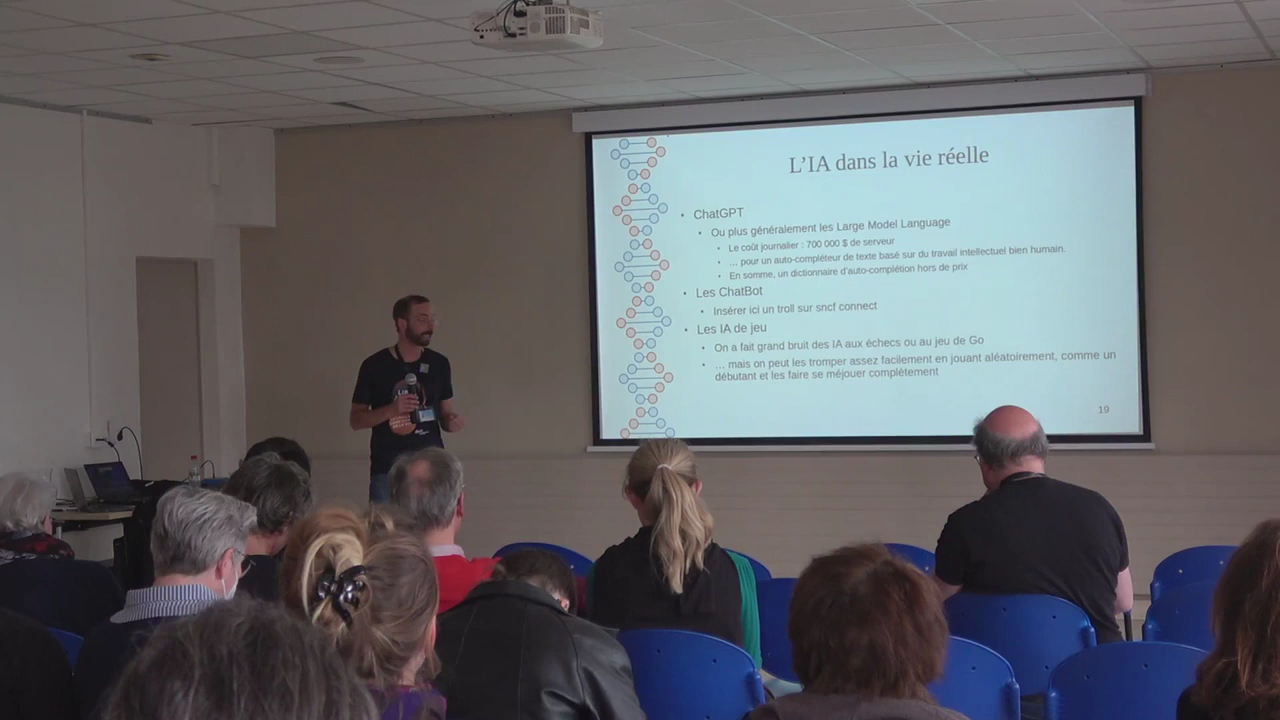 L'IA dans la vie réelle
• ChatGPT
• Ou plus généralement les Large Model Language
• Le coût journalier : 700 000 $ de serveur
• … pour un auto-compléteur de texte basé sur du travail intellectuel bien humain.
• En somme, un dictionnaire d'auto-complétion hors de prix
• Les ChatBot
• Insérer ici un troll sur sncf connect
• Les IA de jeu
• On a fait grand bruit des IA aux échecs ou au jeu de Go
• … mais on peut les tromper assez facilement en jouant aléatoirement, comme un
débutant et les faire se méjouer complètement
19